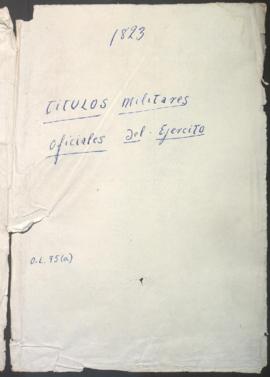 1823
TITULOS Militares
Oficiales Del Ejercito
O.L. 75(a)